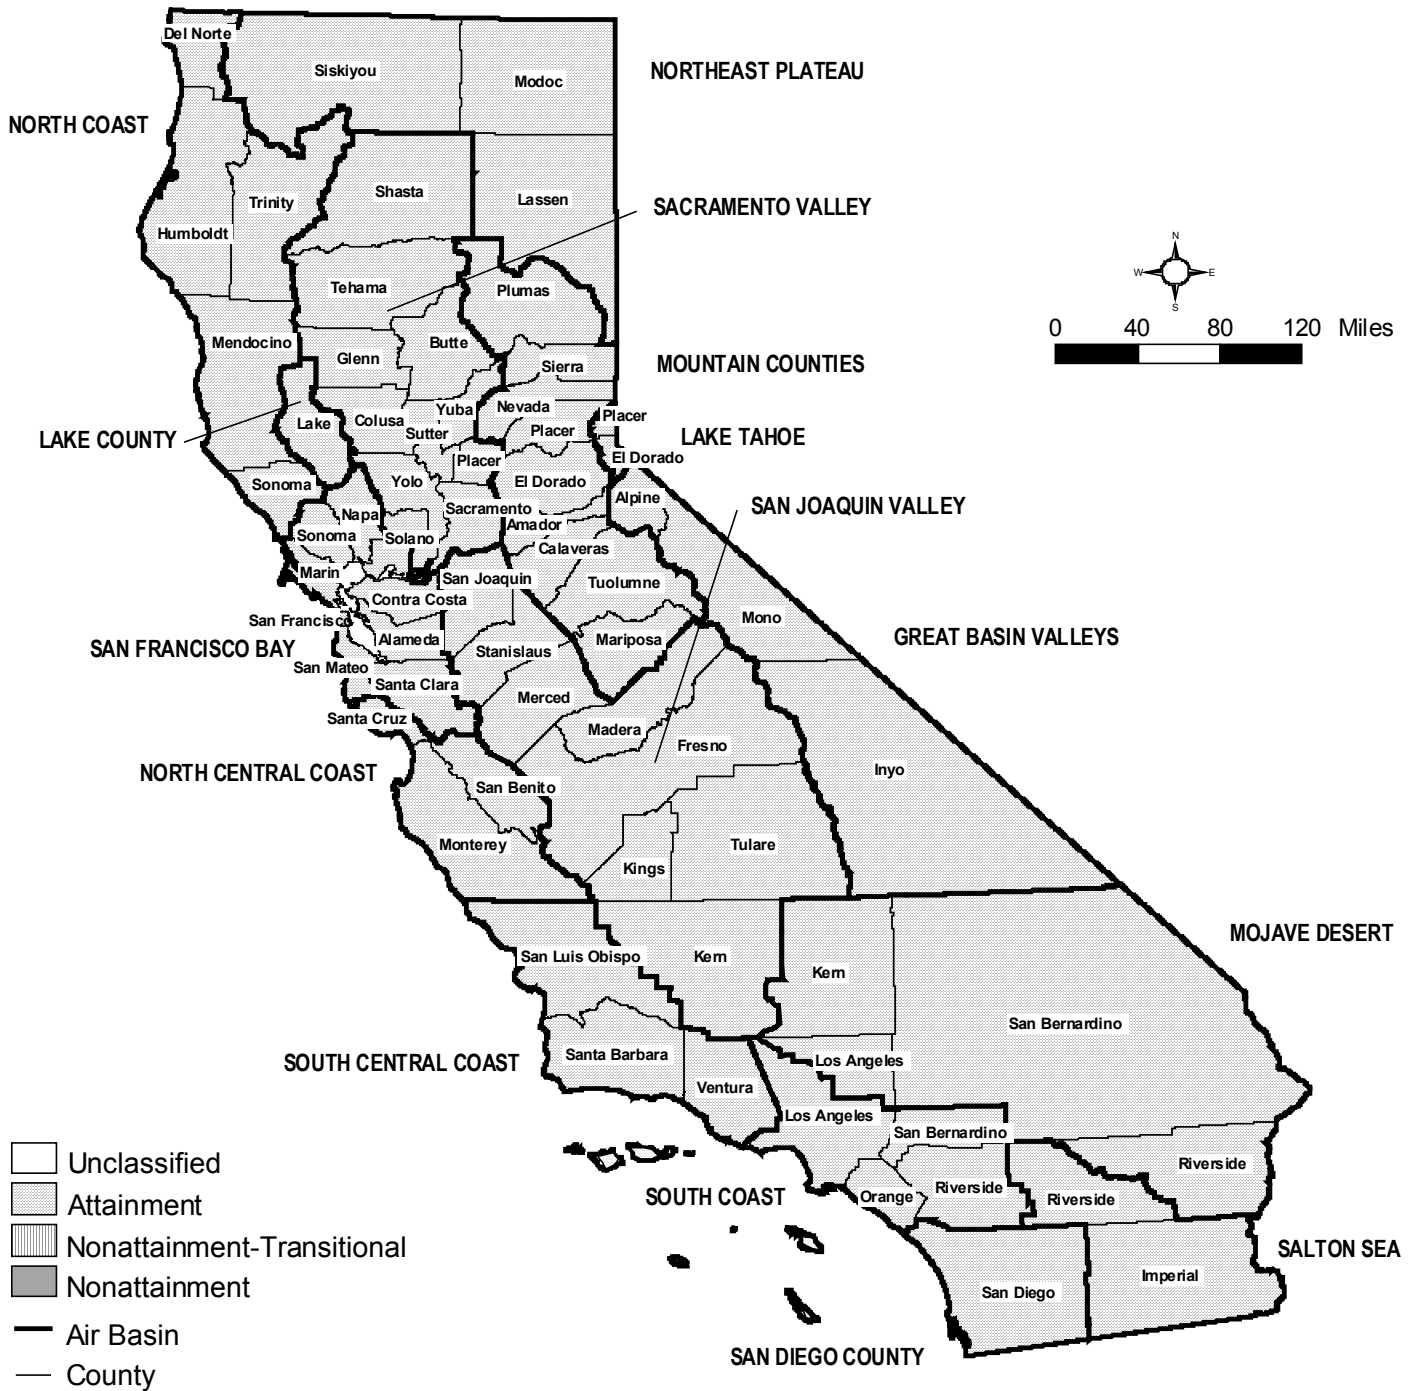 Del Norte
Siskiyou
Modoc
NORTHEAST PLATEAU
NORTH COAST
Shasta
Trinity
Lassen
SACRAMENTO VALLEY
Humboldt
N
W
E
S
Tehama
Plumas
0 40 80 120 Miles
Mendocino
Butte
Glenn
Sierra
MOUNTAIN COUNTIES
Yuba
Nevada
Placer
Lake
Colusa
Sutter
Placer
LAKE COUNTY
LAKE TAHOE
Placer
El Dorado
Sonoma
Yolo
El Dorado
Alpine
Napa
Sacramento
SAN JOAQUIN VALLEY
Amador
Sonoma
Solano
Calaveras
Marin
San Joaquin
Tuolumne
Contra Costa
San Francisco
Mono
Alameda
Mariposa
GREAT BASIN VALLEYS
SAN FRANCISCO BAY
Stanislaus
San Mateo
Santa Clara
Merced
Santa Cruz
Madera
Fresno
NORTH CENTRAL COAST
Inyo
San Benito
Monterey
Tulare
Kings
MOJAVE DESERT
San Luis Obispo
Kern
Kern
San Bernardino
Santa Barbara
SOUTH CENTRAL COAST
Los Angeles
Ventura
Los Angeles
San Bernardino
Riverside
Riverside
Riverside
Orange
SOUTH COAST
SALTON SEA
Imperial
San Diego
SAN DIEGO COUNTY
Unclassified
Attainment
Nonattainment-Transitional
Nonattainment
Air Basin
County